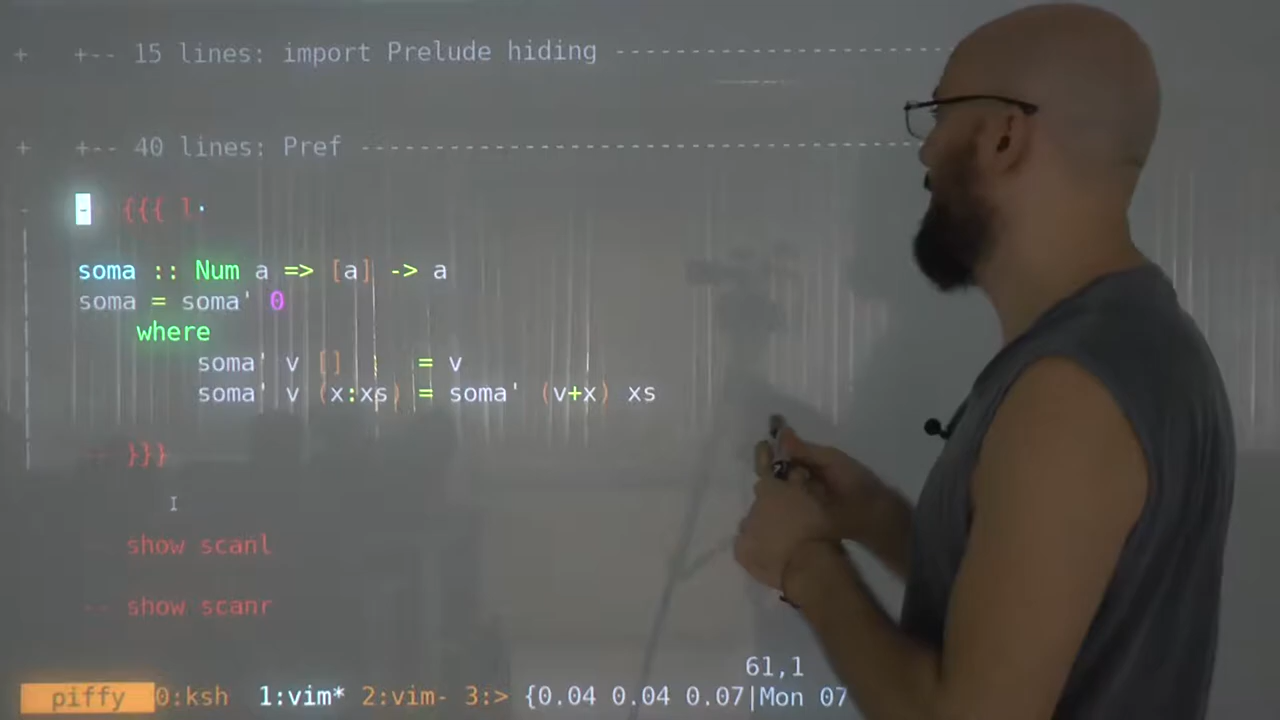 + +-- 15 lines: import Prelude hiding -----------------------
+ +-- 40 lines: Pref ---------------------------------------
- - {{{ l·
soma :: Num a => [a] -> a
soma = soma' 0
where
soma' v [] = v
soma' v (x:xs) = soma' (v+x) xs
-- }}}
show scanl
-- show scanr
61,1
piffy 0:ksh 1:vim* 2:vim- 3:> {0.04 0.04 0.07|Mon 07